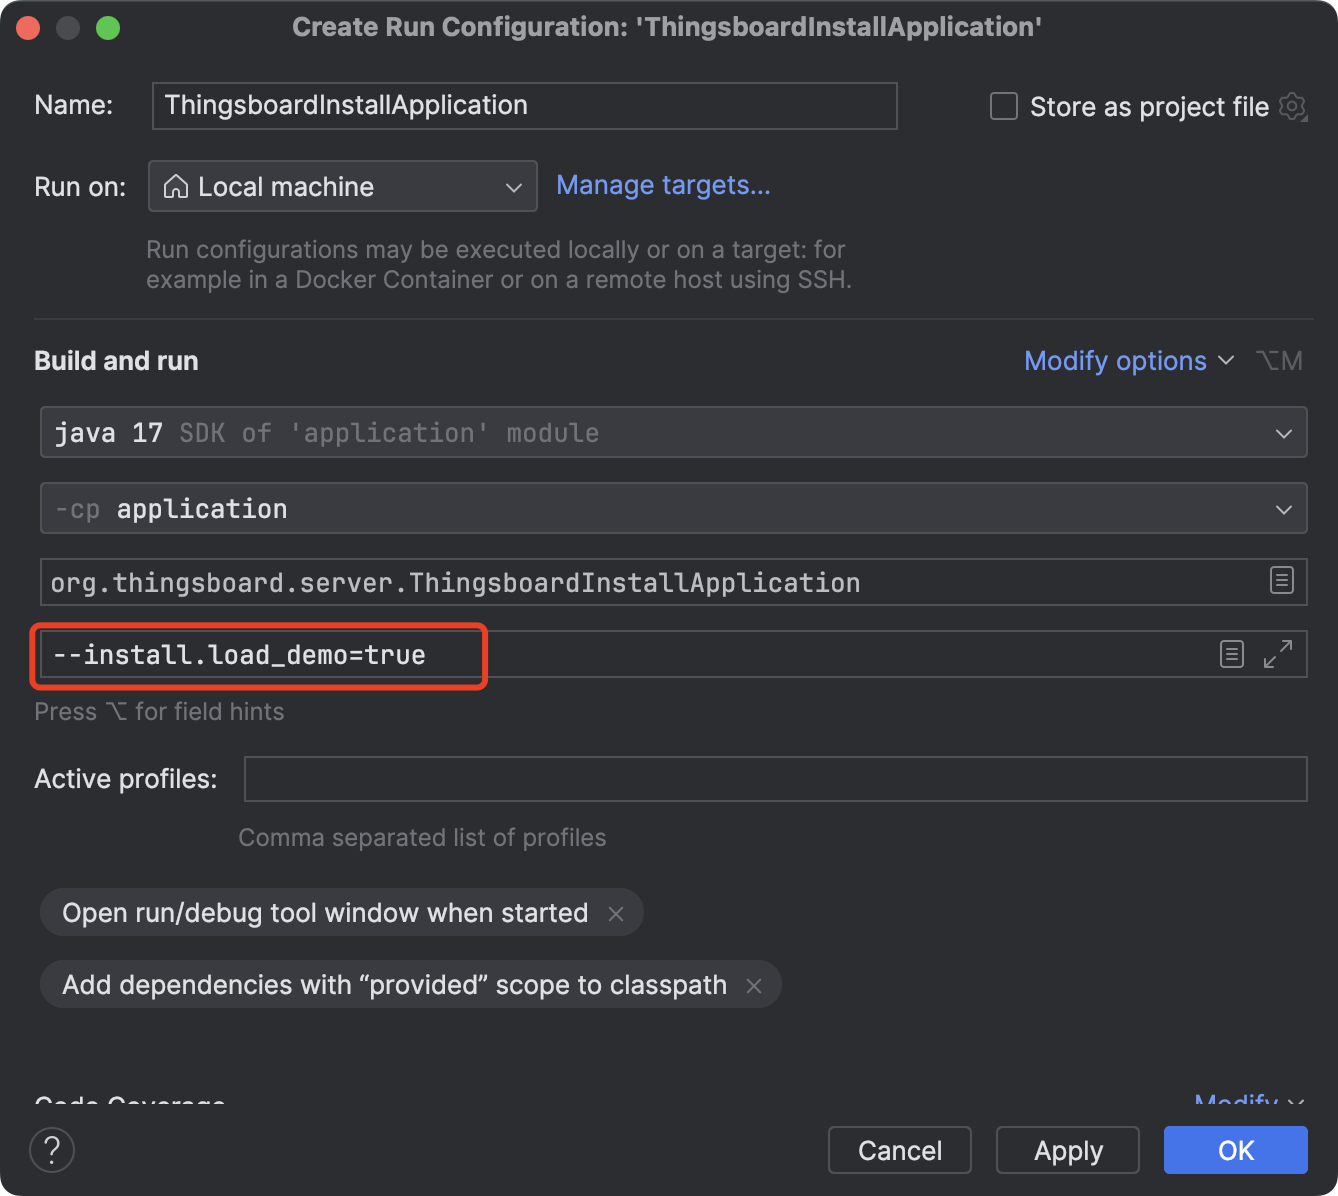 Create Run Configuration: 'ThingsboardInstallApplication'
Name: ThingsboardInstallApplication Store as project file
Run on: Local machine Manage targets...
Run configurations may be executed locally or on a target: for
example in a Docker Container or on a remote host using SSH.
Build and run Modify options ⌥M
java 17 SDK of 'application' module
-cp application
org.thingsboard.server.ThingsboardInstallApplication
--install.load_demo=true
Press ⌥ for field hints
Active profiles:
Comma separated list of profiles
Open run/debug tool window when started ×
Add dependencies with “provided” scope to classpath ×
Code Coverage Modify
? Cancel Apply OK